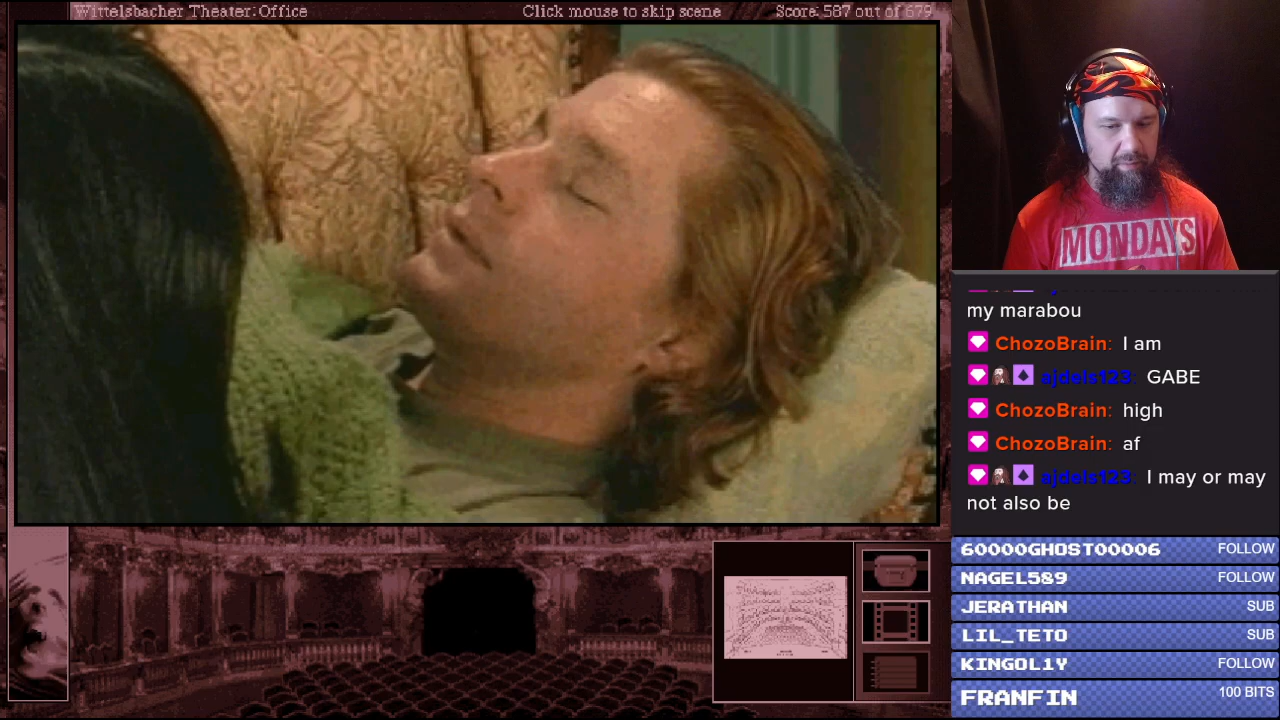 Wittelsbacher Theater: Office
Click mouse to skip scene
Score: 587 out of 679
MONDAYS
my marabou
ChozoBrain: I am
ajdels123: GABE
ChozoBrain: high
ChozoBrain: af
ajdels123: I may or may
not also be
60000GHOST00006 FOLLOW
NAGEL589 FOLLOW
JERATHAN SUB
LIL_TETO SUB
KINGOL1Y FOLLOW
FRANFIN 100 BITS